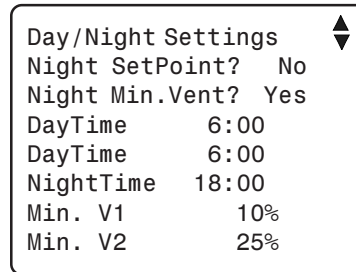 Day/Night Settings
Night SetPoint? No
Night Min.Vent? Yes
DayTime 6:00
DayTime 6:00
NightTime 18:00
Min. V1 10%
Min. V2 25%